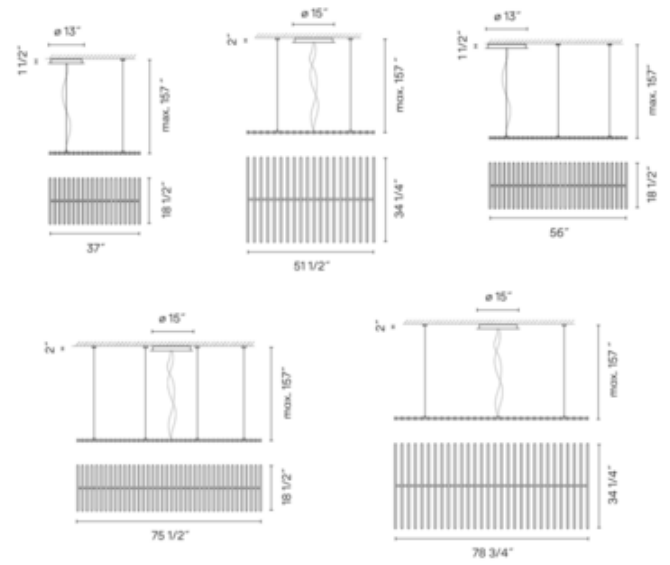 ø 13″
1 1/2″
max. 157″
18 1/2″
37″
ø 15″
2″
max. 157″
34 1/4″
51 1/2″
ø 13″
1 1/2″
max. 157″
18 1/2″
56″
ø 15″
2″
max. 157″
18 1/2″
75 1/2″
ø 15″
2″
max. 157″
34 1/4″
78 3/4″